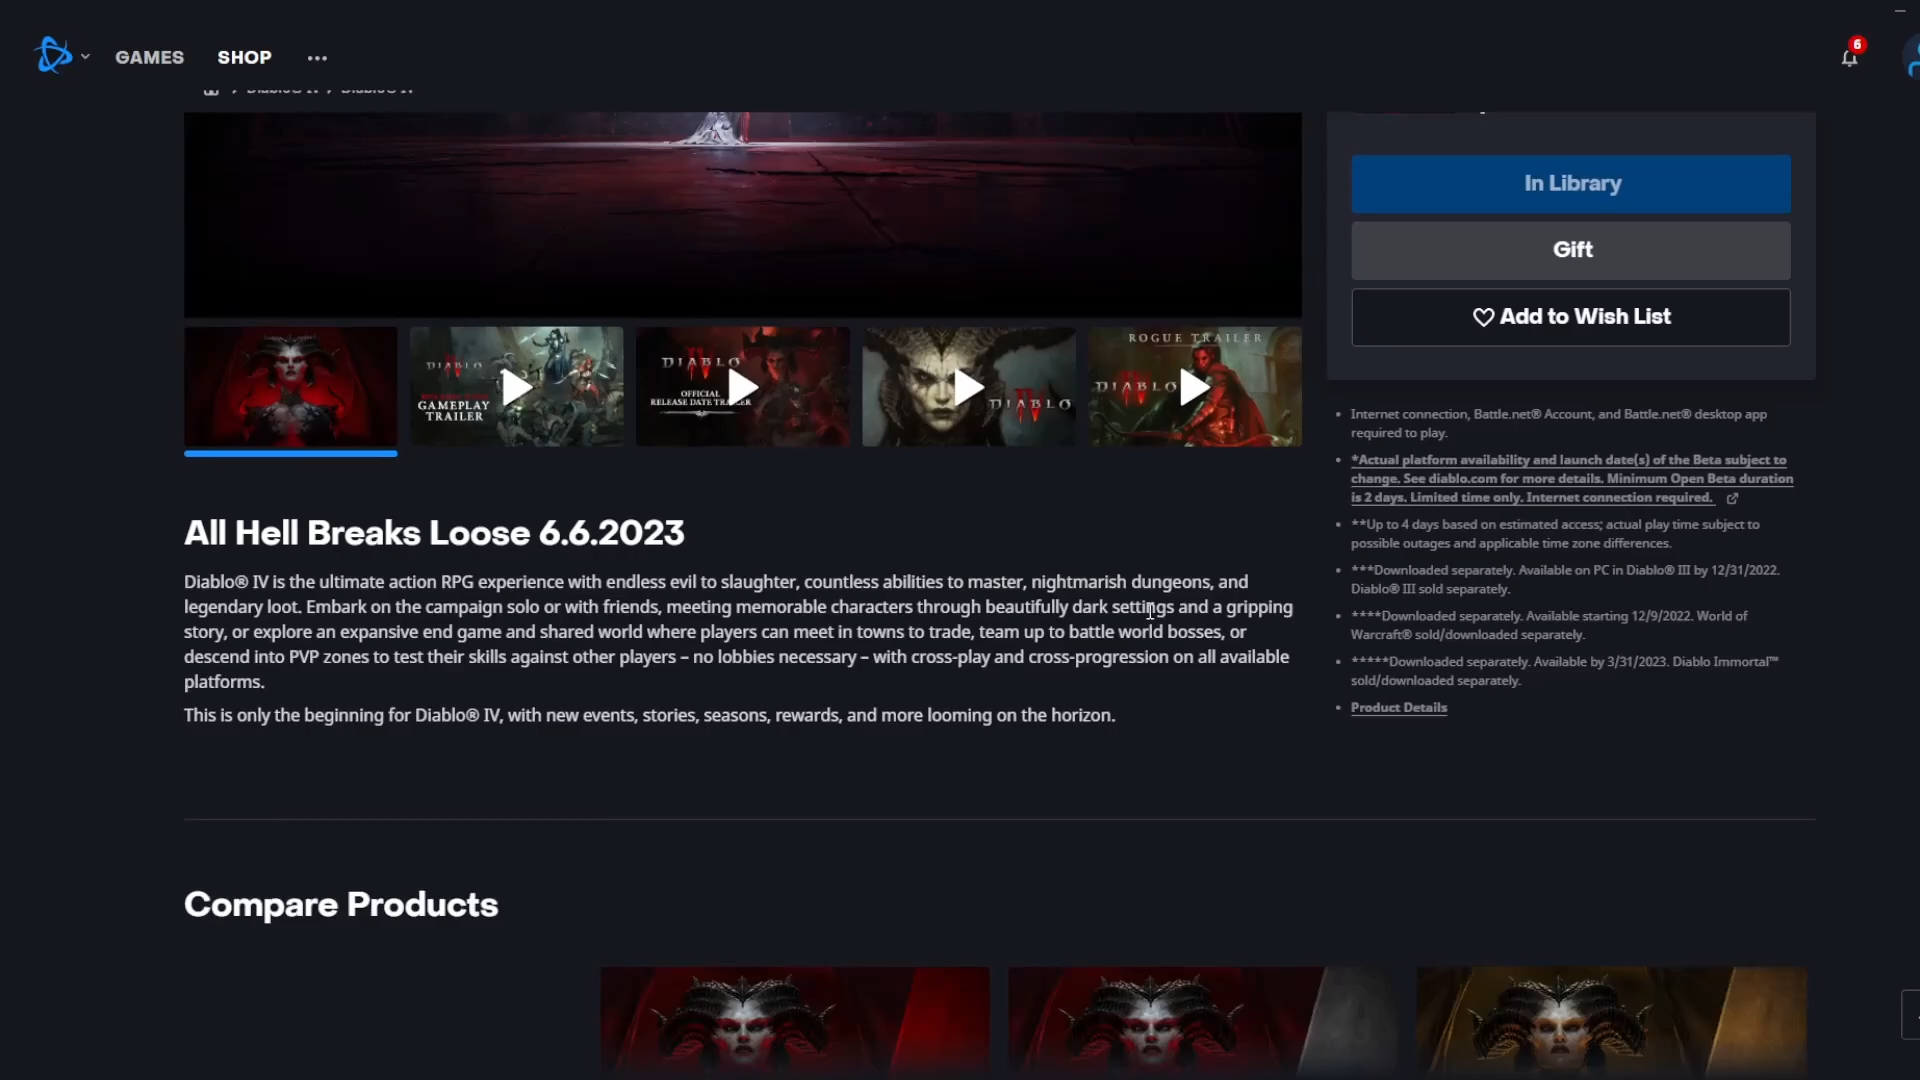 GAMES
SHOP
...
6
In Library
Gift
Add to Wish List
DIABLO
GAMEPLAY
TRAILER
DIABLO
OFFICIAL
RELEASE DATE TRAILER
DIABLO
ROGUE TRAILER
DIABLO
Internet connection, Battle.net® Account, and Battle.net® desktop app
required to play.
*Actual platform availability and launch date(s) of the Beta subject to
change. See diablo.com for more details. Minimum Open Beta duration
is 2 days. Limited time only. Internet connection required.
**Up to 4 days based on estimated access; actual play time subject to
possible outages and applicable time zone differences.
***Downloaded separately. Available on PC in Diablo® III by 12/31/2022.
Diablo® III sold separately.
****Downloaded separately. Available starting 12/9/2022. World of
Warcraft® sold/downloaded separately.
*****Downloaded separately. Available by 3/31/2023. Diablo Immortal™
sold/downloaded separately.
Product Details
All Hell Breaks Loose 6.6.2023
Diablo® IV is the ultimate action RPG experience with endless evil to slaughter, countless abilities to master, nightmarish dungeons, and
legendary loot. Embark on the campaign solo or with friends, meeting memorable characters through beautifully dark settings and a gripping
story, or explore an expansive end game and shared world where players can meet in towns to trade, team up to battle world bosses, or
descend into PVP zones to test their skills against other players – no lobbies necessary – with cross-play and cross-progression on all available
platforms.
This is only the beginning for Diablo® IV, with new events, stories, seasons, rewards, and more looming on the horizon.
Compare Products